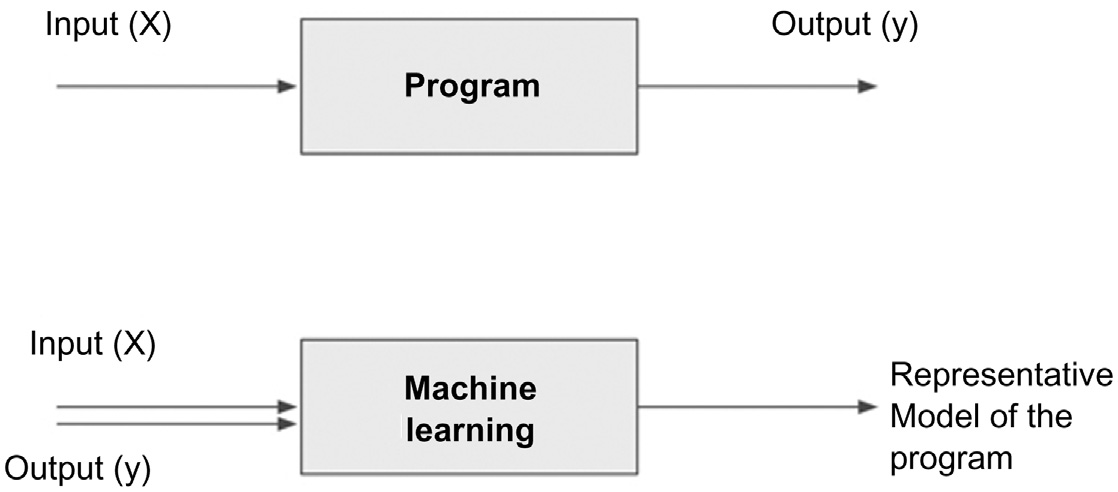 Input (X)
Output (y)
Program
Input (X)
Machine
learning
Output (y)
Representative
Model of the
program